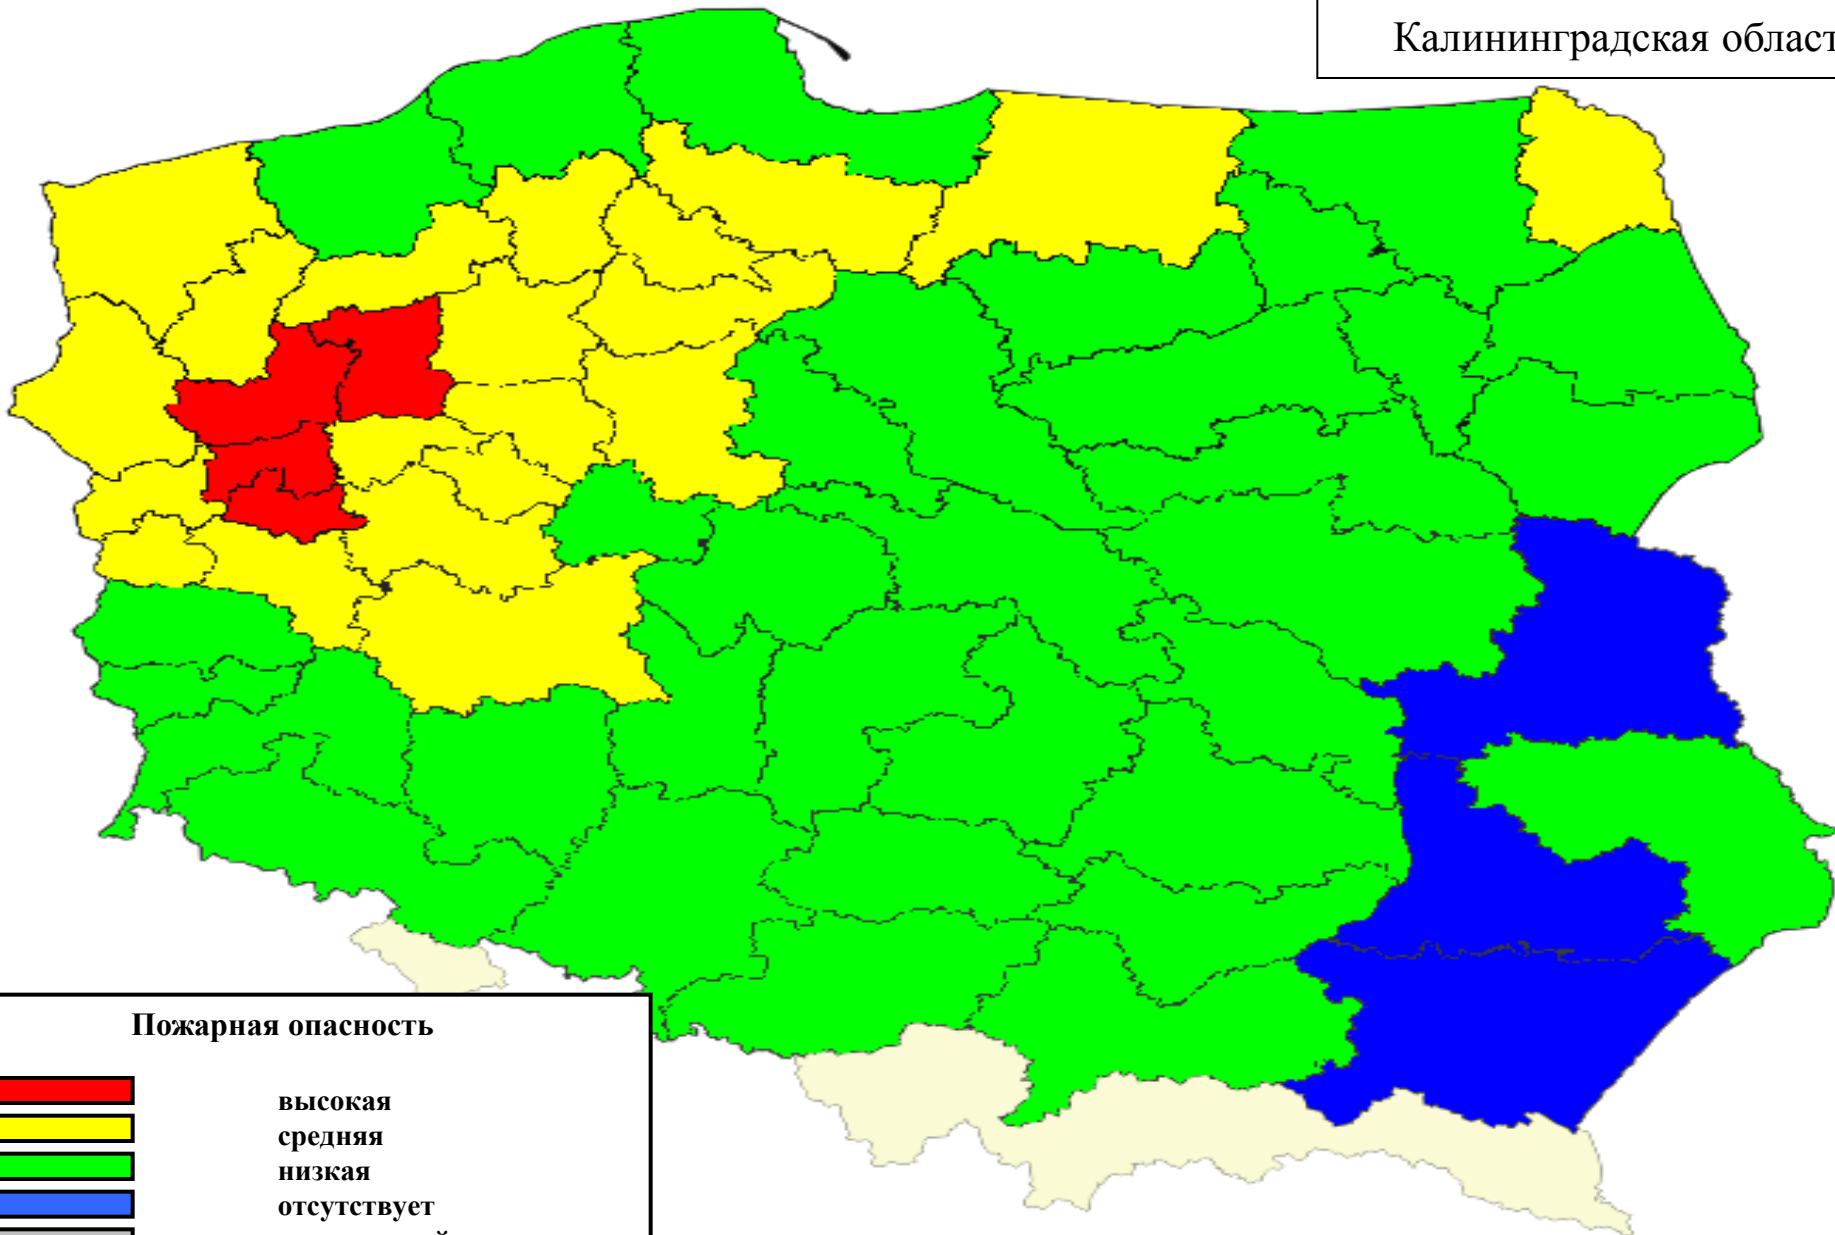 Калининградская област
Пожарная опасность
высокая
средняя
низкая
отсутствует